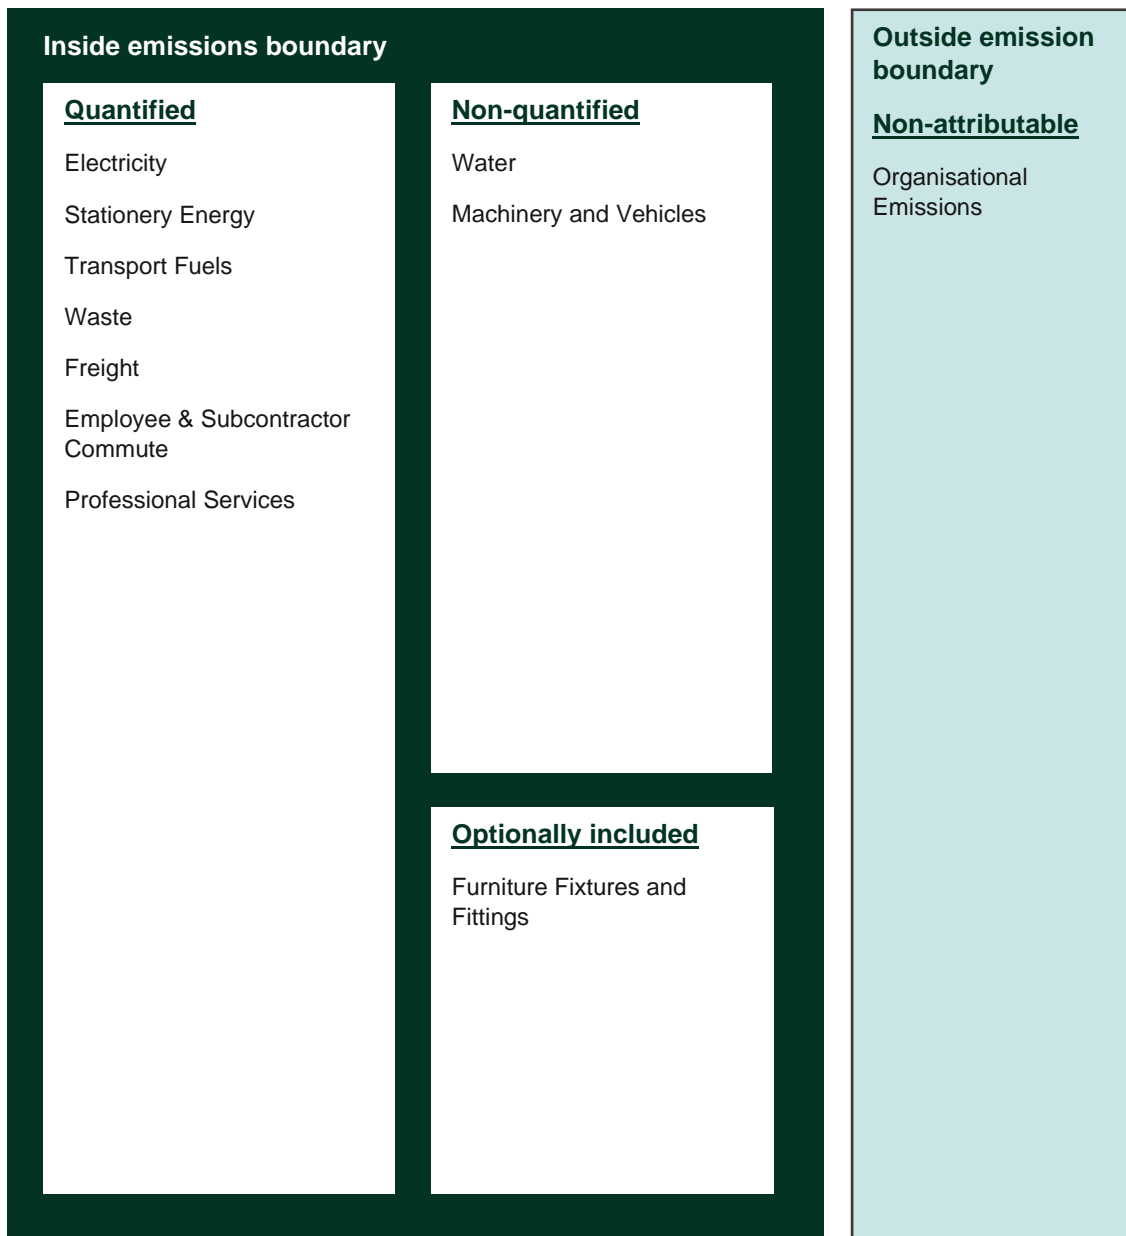 Inside emissions boundary
Quantified
Electricity
Stationery Energy
Transport Fuels
Waste
Freight
Employee & Subcontractor
Commute
Professional Services
Non-quantified
Water
Machinery and Vehicles
Optionally included
Furniture Fixtures and
Fittings
Outside emission
boundary
Non-attributable
Organisational
Emissions